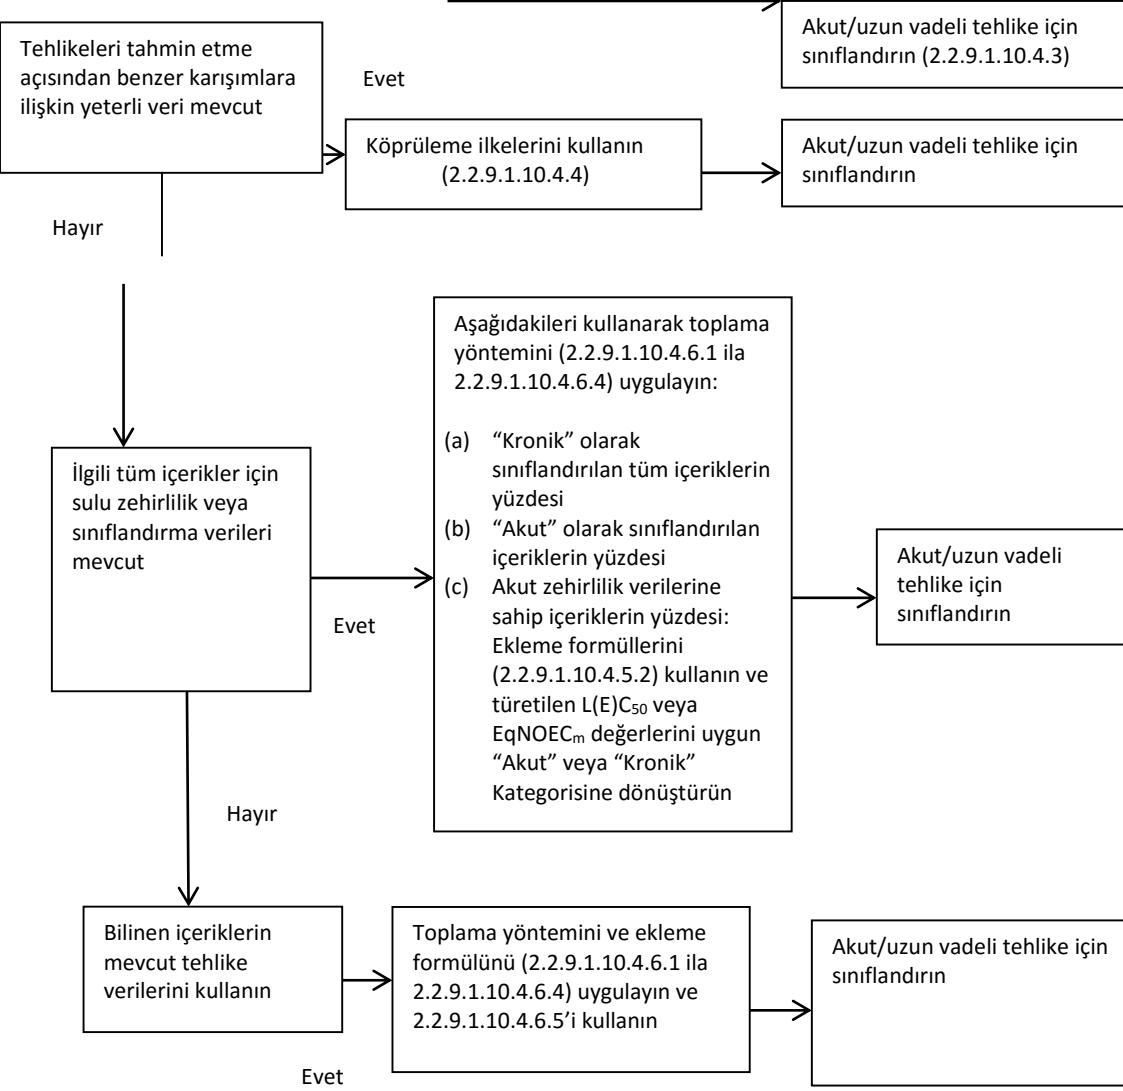 Akut/uzun vadeli tehlike için
sınıflandırın (2.2.9.1.10.4.3)
Tehlikeleri tahmin etme
açısından benzer karışımlara
ilişkin yeterli veri mevcut
Evet
Köprüleme ilkelerini kullanın
(2.2.9.1.10.4.4)
Akut/uzun vadeli tehlike için
sınıflandırın
Hayır
Aşağıdakileri kullanarak toplama
yöntemini (2.2.9.1.10.4.6.1 ila
2.2.9.1.10.4.6.4) uygulayın:
(a) “Kronik” olarak
sınıflandırılan tüm içeriklerin
yüzdesi
(b) “Akut” olarak sınıflandırılan
içeriklerin yüzdesi
(c) Akut zehirlilik verilerine
sahip içeriklerin yüzdesi:
Ekleme formüllerini
(2.2.9.1.10.4.5.2) kullanın ve
türetilen L(E)C₅₀ veya
EqNOECₘ değerlerini uygun
“Akut” veya “Kronik”
Kategorisine dönüştürün
İlgili tüm içerikler için
sulu zehirlilik veya
sınıflandırma verileri
mevcut
Evet
Akut/uzun vadeli
tehlike için
sınıflandırın
Hayır
Bilinen içeriklerin
mevcut tehlike
verilerini kullanın
Toplama yöntemini ve ekleme
formülünü (2.2.9.1.10.4.6.1 ila
2.2.9.1.10.4.6.4) uygulayın ve
2.2.9.1.10.4.6.5’i kullanın
Akut/uzun vadeli tehlike için
sınıflandırın
Evet